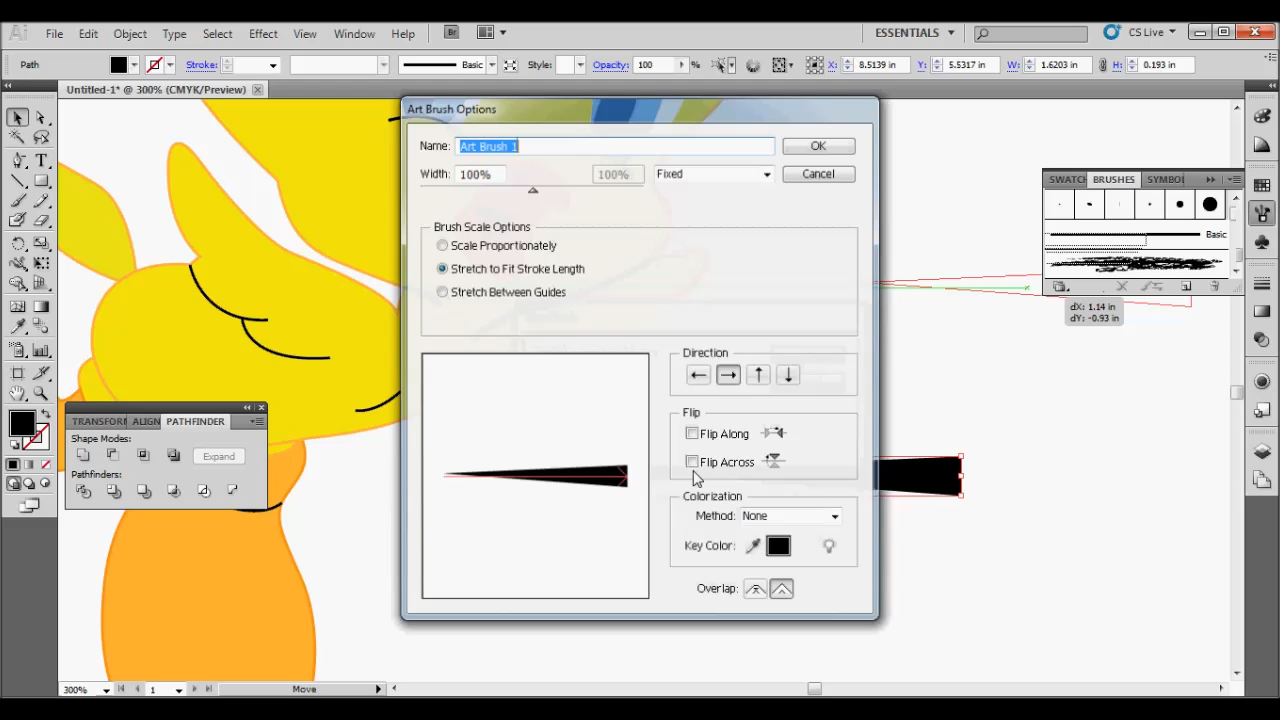 Ai File Edit Object Type Select Effect View Window Help Br ESSENTIALS CS Live
Path Stroke: Basic Style: Opacity: 100 % X: 8.5139 in Y: 5.5317 in W: 1.6203 in H: 0.193 in
Untitled-1* @ 300% (CMYK/Preview)
Art Brush Options
Name: Art Brush 1 OK
Width: 100% 100% Fixed Cancel
Brush Scale Options
Scale Proportionately
Stretch to Fit Stroke Length
Stretch Between Guides
Direction
Flip
Flip Along
Flip Across
Colorization
Method: None
Key Color:
Overlap:
SWATCH BRUSHES SYMBOL
Basic
dX: 1.14 in
dY: -0.93 in
TRANSFORM ALIGN PATHFINDER
Shape Modes:
Expand
Pathfinders:
300% 1 Move